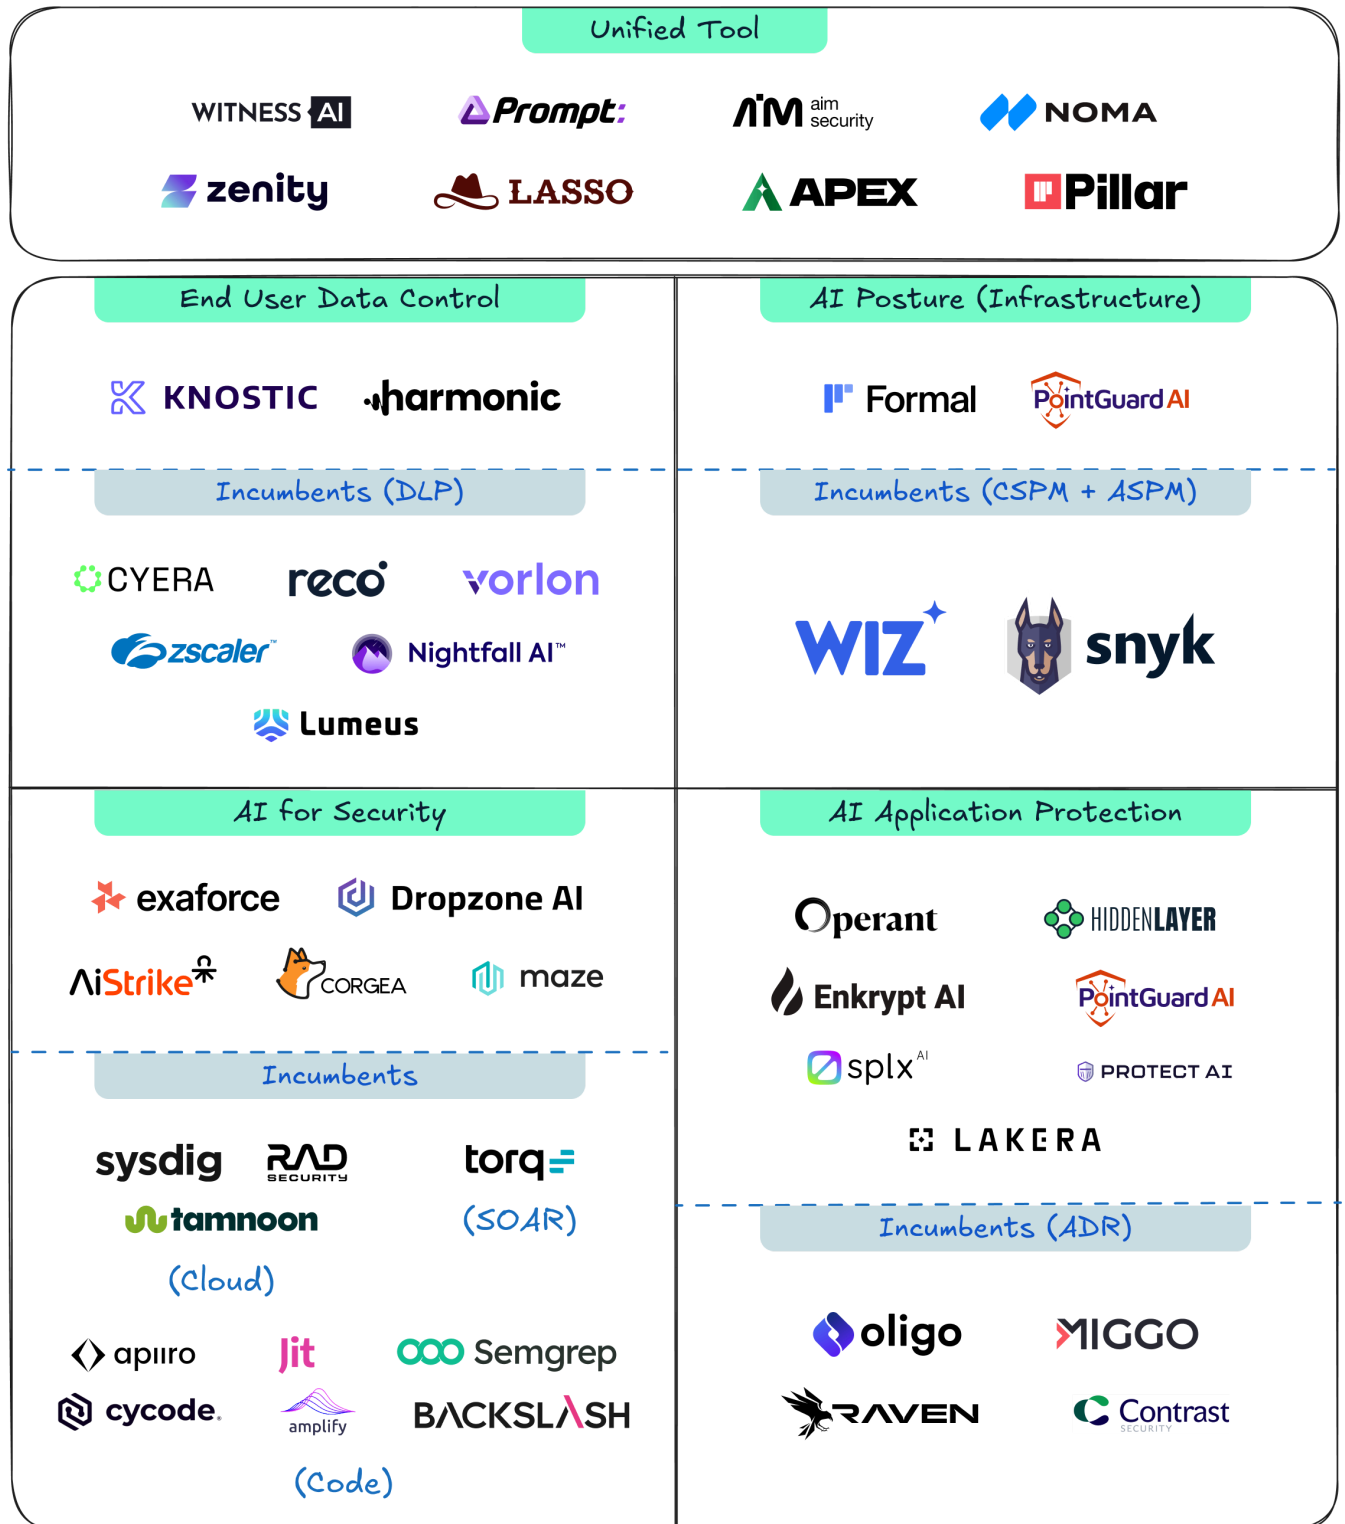 Unified Tool
WITNESS AI
Prompt:
AIM aim security
NOMA
zenity
LASSO
APEX
Pillar
End User Data Control
KNOSTIC
harmonic
Incumbents (DLP)
CYERA
reco
vorlon
zscaler™
Nightfall AI™
Lumeus
AI Posture (Infrastructure)
Formal
PointGuard AI
Incumbents (CSPM + ASPM)
WIZ
snyk
AI for Security
exaforce
Dropzone AI
AiStrike
CORGEA
maze
Incumbents
sysdig
RAD SECURITY
torq
tamnoon
(SOAR)
(Cloud)
apiiro
Jit
Semgrep
cycode
amplify
BACKSLASH
(Code)
AI Application Protection
Operant
HIDDENLAYER
Enkrypt AI
PointGuard AI
splx AI
PROTECT AI
LAKERA
Incumbents (ADR)
oligo
MIGGO
RAVEN
Contrast SECURITY